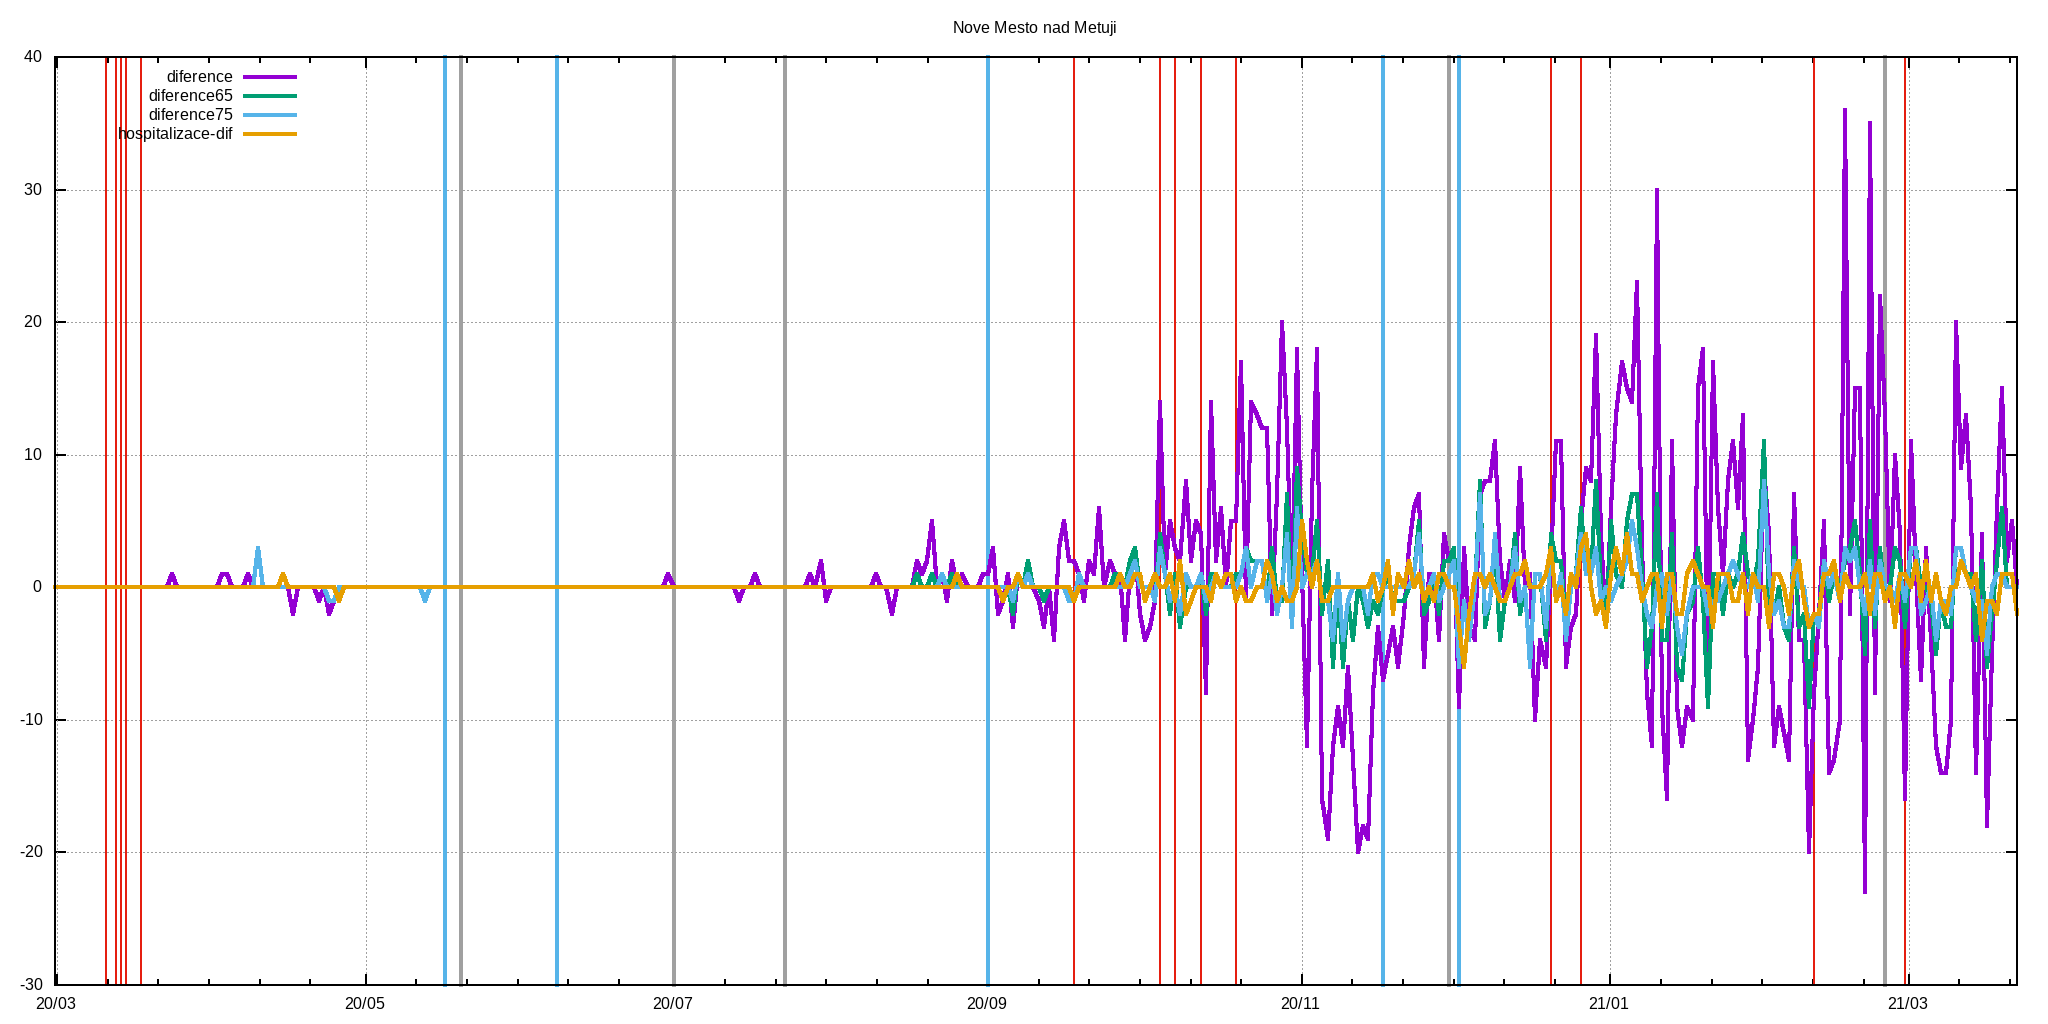 Nove Mesto nad Metuji
40
30
20
10
0
-10
-20
-30
diference
diference65
diference75
hospitalizace-dif
20/03 20/05 20/07 20/09 20/11 21/01 21/03